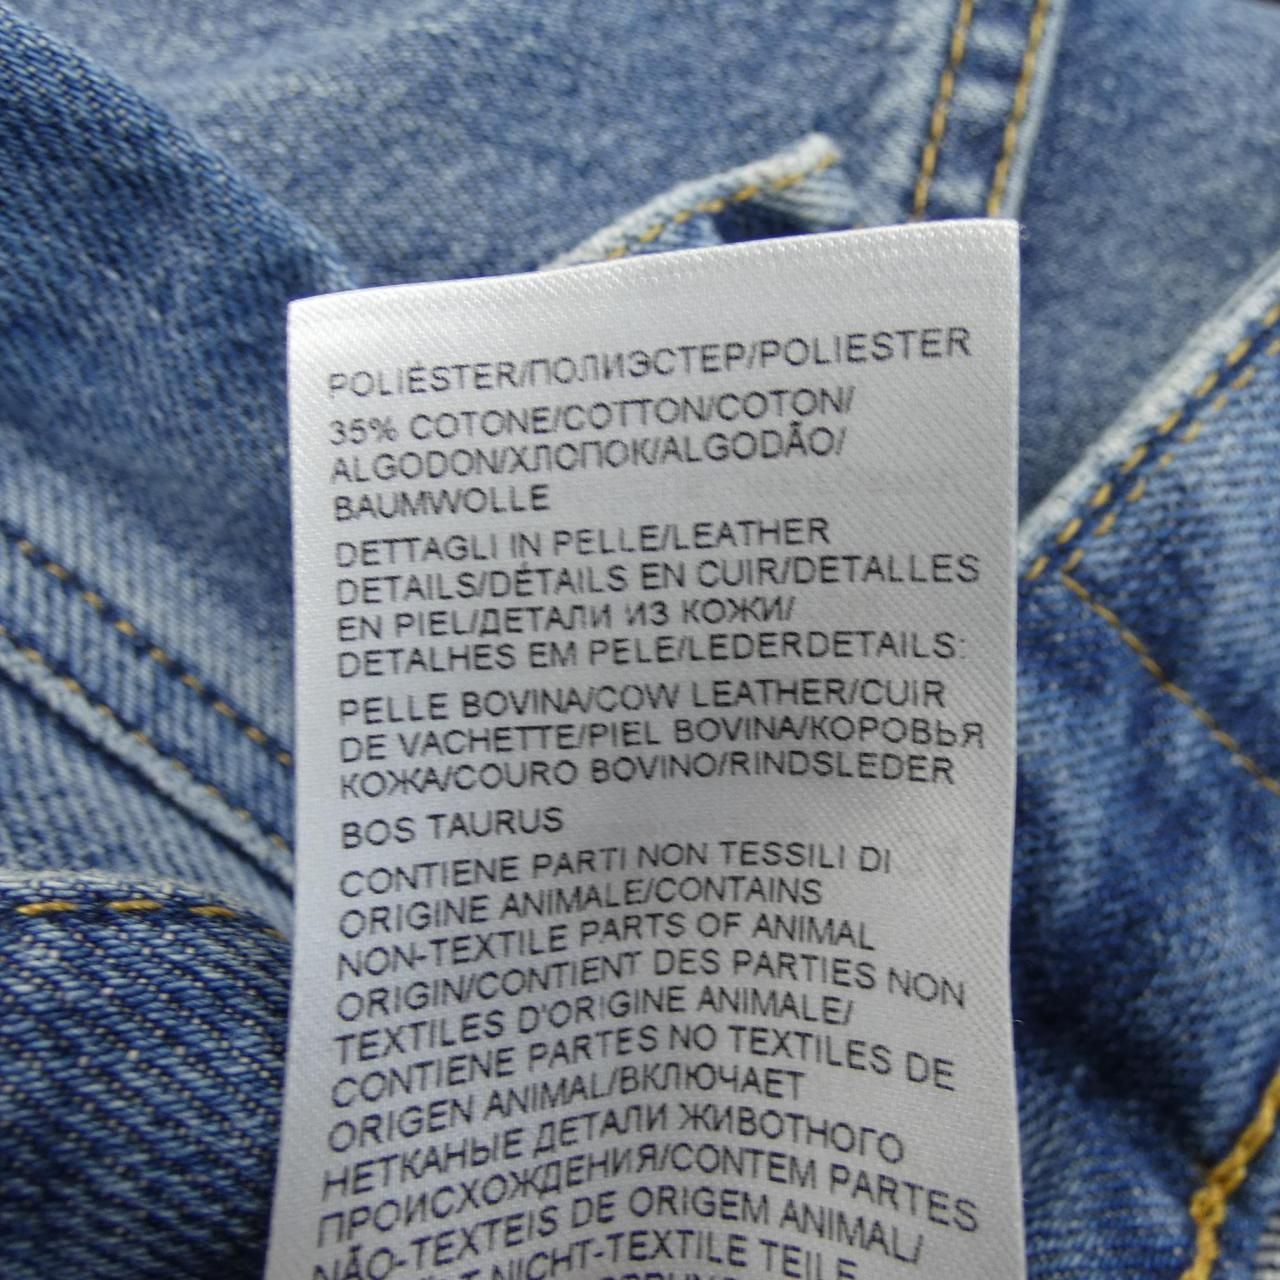 POLIÉSTER/ПОЛИЭСТЕР/POLIESTER
35% COTONE/COTTON/COTON/
ALGODON/ХЛОПОК/ALGODÃO/
BAUMWOLLE
DETTAGLI IN PELLE/LEATHER
DETAILS/DÉTAILS EN CUIR/DETALLES
EN PIEL/ДЕТАЛИ ИЗ КОЖИ/
DETALHES EM PELE/LEDERDETAILS:
PELLE BOVINA/COW LEATHER/CUIR
DE VACHETTE/PIEL BOVINA/КОРОВЬЯ
КОЖА/COURO BOVINO/RINDSLEDER
BOS TAURUS
CONTIENE PARTI NON TESSILI DI
ORIGINE ANIMALE/CONTAINS
NON-TEXTILE PARTS OF ANIMAL
ORIGIN/CONTIENT DES PARTIES NON
TEXTILES D'ORIGINE ANIMALE/
CONTIENE PARTES NO TEXTILES DE
ORIGEN ANIMAL/ВКЛЮЧАЕТ
НЕТКАНЫЕ ДЕТАЛИ ЖИВОТНОГО
ПРОИСХОЖДЕНИЯ/CONTEM PARTES
NÃO-TEXTEIS DE ORIGEM ANIMAL/
NICHT-TEXTILE TEILE